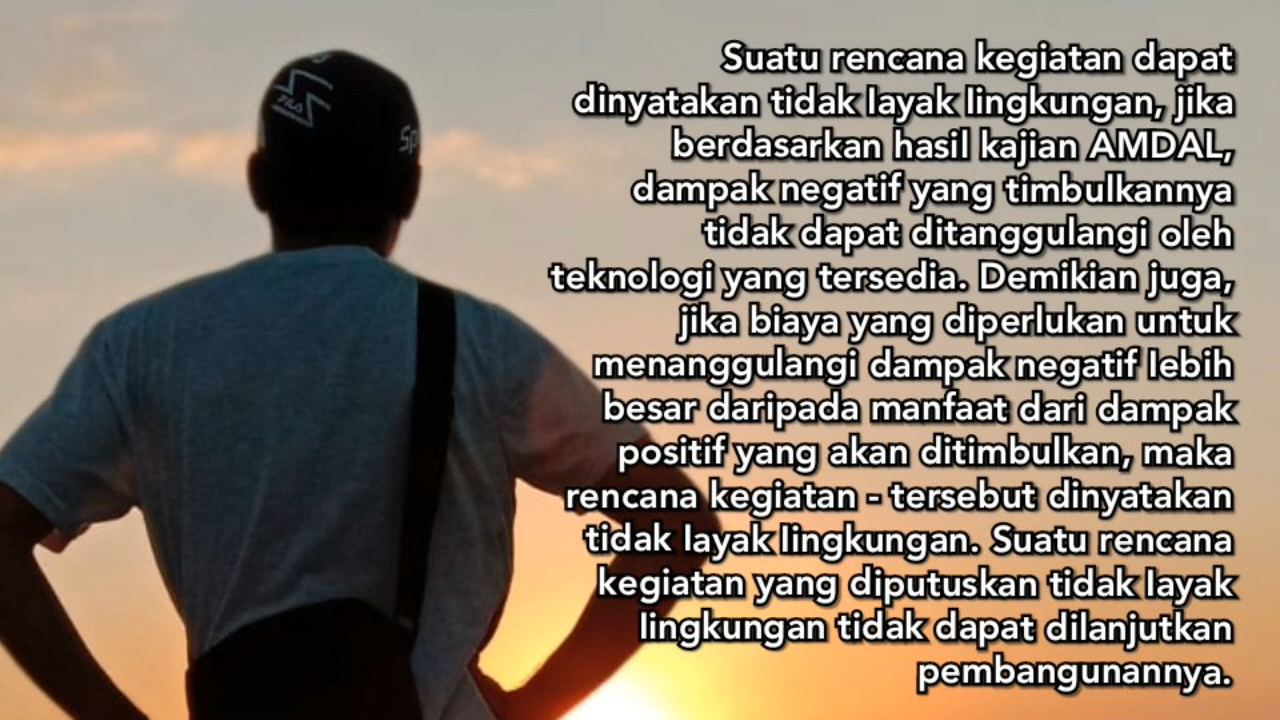 FILA
Sp
Suatu rencana kegiatan dapat
dinyatakan tidak layak lingkungan, jika
berdasarkan hasil kajian AMDAL,
dampak negatif yang timbulkannya
tidak dapat ditanggulangi oleh
teknologi yang tersedia. Demikian juga,
jika biaya yang diperlukan untuk
menanggulangi dampak negatif lebih
besar daripada manfaat dari dampak
positif yang akan ditimbulkan, maka
rencana kegiatan - tersebut dinyatakan
tidak layak lingkungan. Suatu rencana
kegiatan yang diputuskan tidak layak
lingkungan tidak dapat dilanjutkan
pembangunannya.